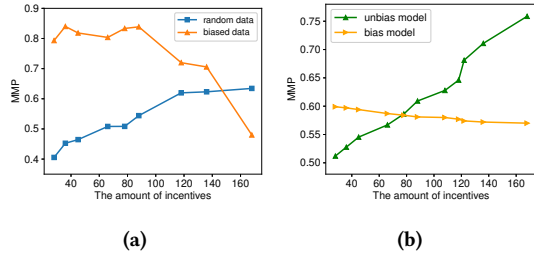 0.9
0.8
0.7
0.6
0.5
0.4
MMP
random data
biased data
40 60 80 100 120 140 160
The amount of incentives
(a)
0.75
0.70
0.65
0.60
0.55
0.50
MMP
unbias model
bias model
40 60 80 100 120 140 160
The amount of incentives
(b)